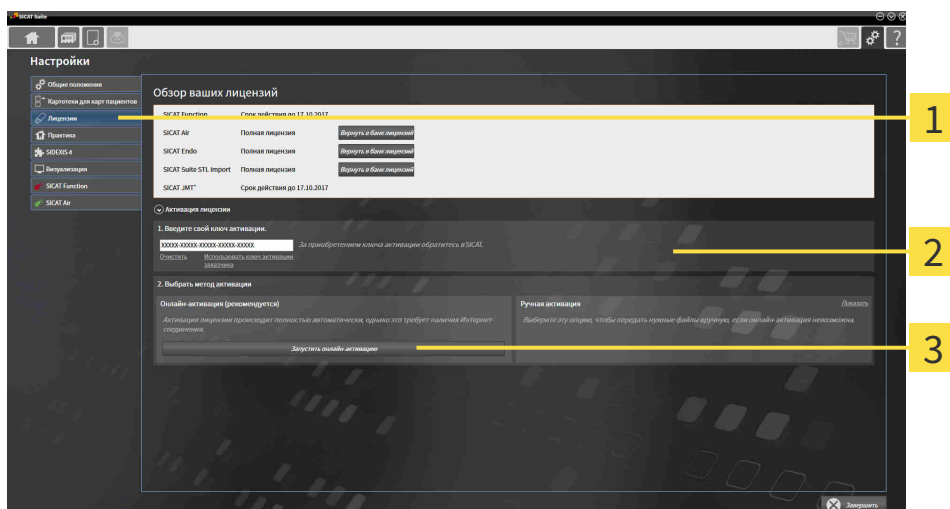 SICAT Suite
?
Настройки
Общие положения
Картотеки для карт пациентов
Лицензии
Практика
SIDEXIS 4
Визуализация
SICAT Function
SICAT Air
Обзор ваших лицензий
SICAT Function Срок действия до 17.10.2017
SICAT Air Полная лицензия Вернуть в банк лицензий
SICAT Endo Полная лицензия Вернуть в банк лицензий
SICAT Suite STL Import Полная лицензия Вернуть в банк лицензий
SICAT JMT+ Срок действия до 17.10.2017
Активация лицензии
1. Введите свой ключ активации.
XXXXX-XXXXX-XXXXX-XXXXX-XXXXX За приобретением ключа активации обратитесь в SICAT.
Очистить Использовать ключ активации
заказчика
2. Выбрать метод активации
Онлайн-активация (рекомендуется)
Активация лицензии происходит полностью автоматически, однако это требует наличия Интернет-
соединения.
Запустить онлайн-активацию
Ручная активация Показать
Выберите эту опцию, чтобы передать нужные файлы вручную, если онлайн-активация невозможна.
Завершить
1
2
3